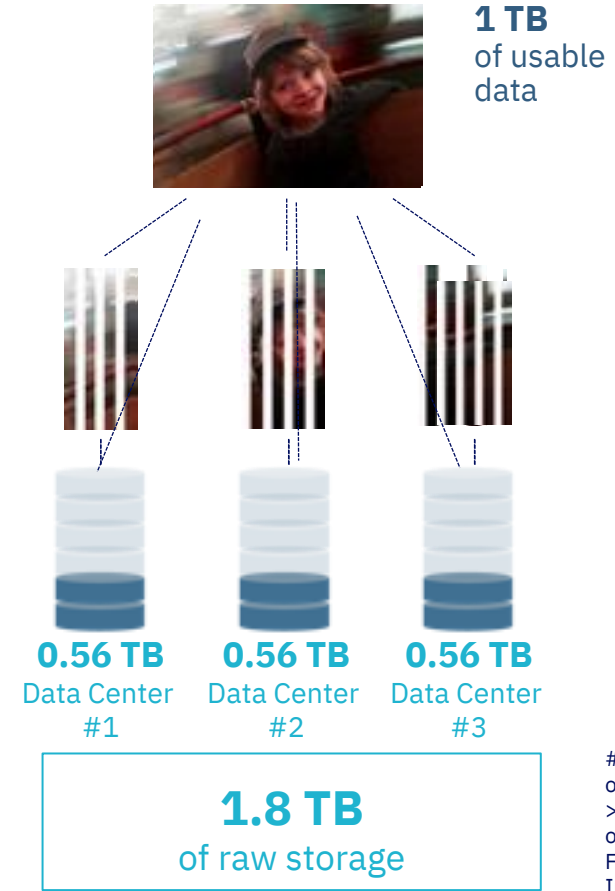 1 TB
of usable
data
0.56 TB
Data Center
#1
0.56 TB
Data Center
#2
0.56 TB
Data Center
#3
1.8 TB
of raw storage
#
o
>
o
F
I